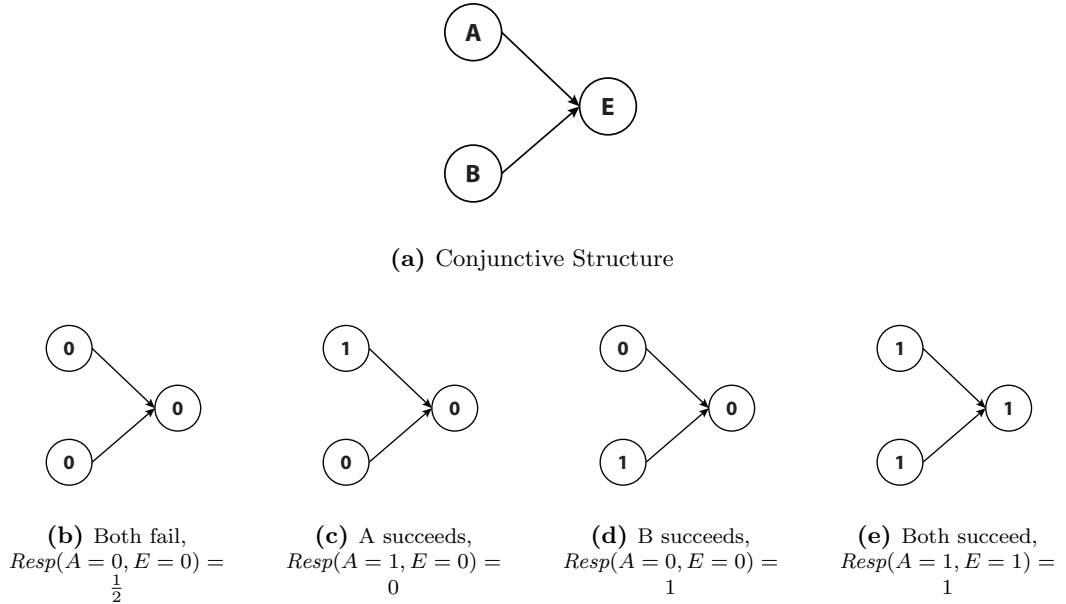 A
E
B
(a) Conjunctive Structure
0
0
0
1
0
0
0
0
1
1
1
1
(b) Both fail,
Resp(A = 0, E = 0) =
1/2
(c) A succeeds,
Resp(A = 1, E = 0) =
0
(d) B succeeds,
Resp(A = 0, E = 0) =
1
(e) Both succeed,
Resp(A = 1, E = 1) =
1